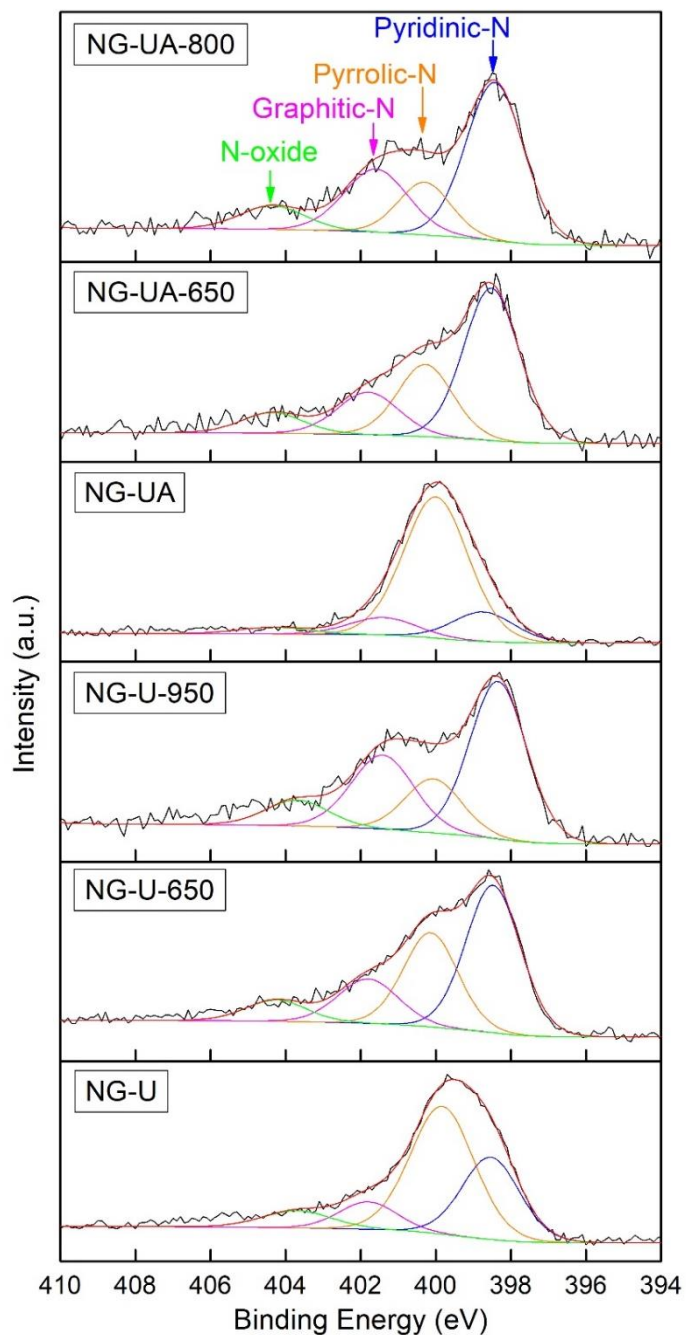 NG-UA-800
Pyridinic-N
Pyrrolic-N
Graphitic-N
N-oxide
NG-UA-650
NG-UA
NG-U-950
NG-U-650
NG-U
Intensity (a.u.)
410 408 406 404 402 400 398 396 394
Binding Energy (eV)